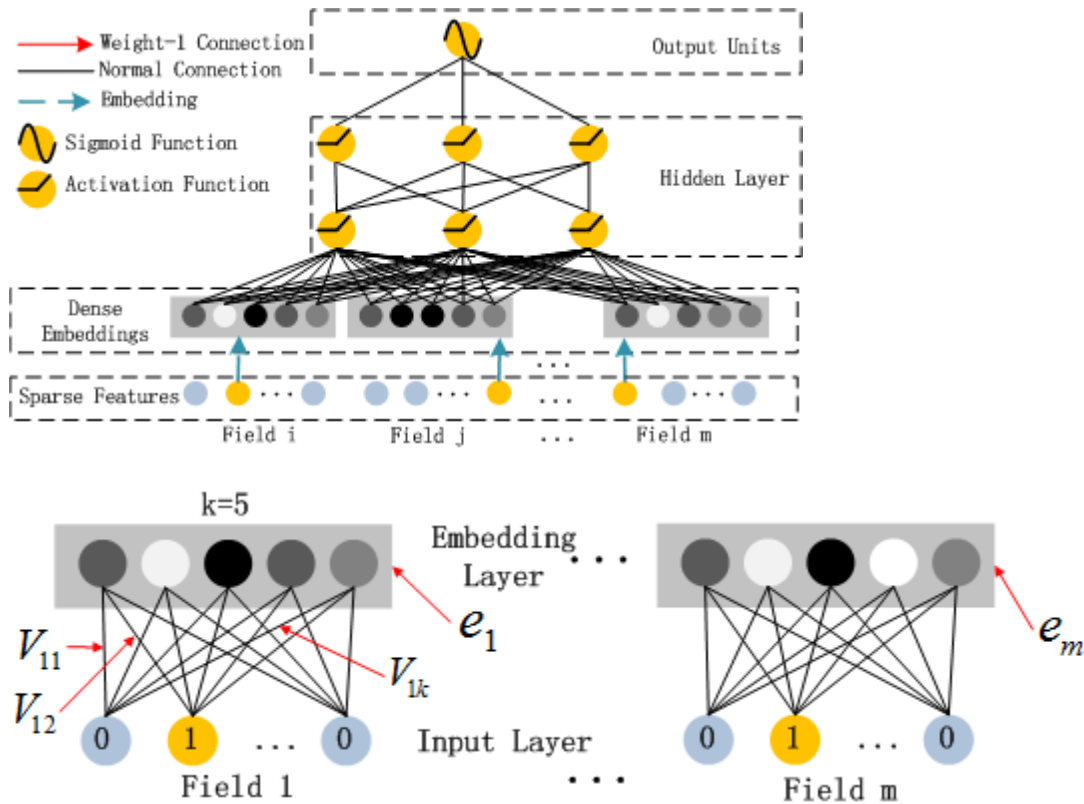 Weight-1 Connection
Normal Connection
Embedding
Sigmoid Function
Activation Function
Output Units
Hidden Layer
Dense
Embeddings
...
Sparse Features ... ... ... ...
Field i Field j ... Field m
k=5
Embedding
Layer
...
V11
V12
V1k
e1
em
0 1 ... 0 Input Layer 0 1 ... 0
Field 1 ... Field m